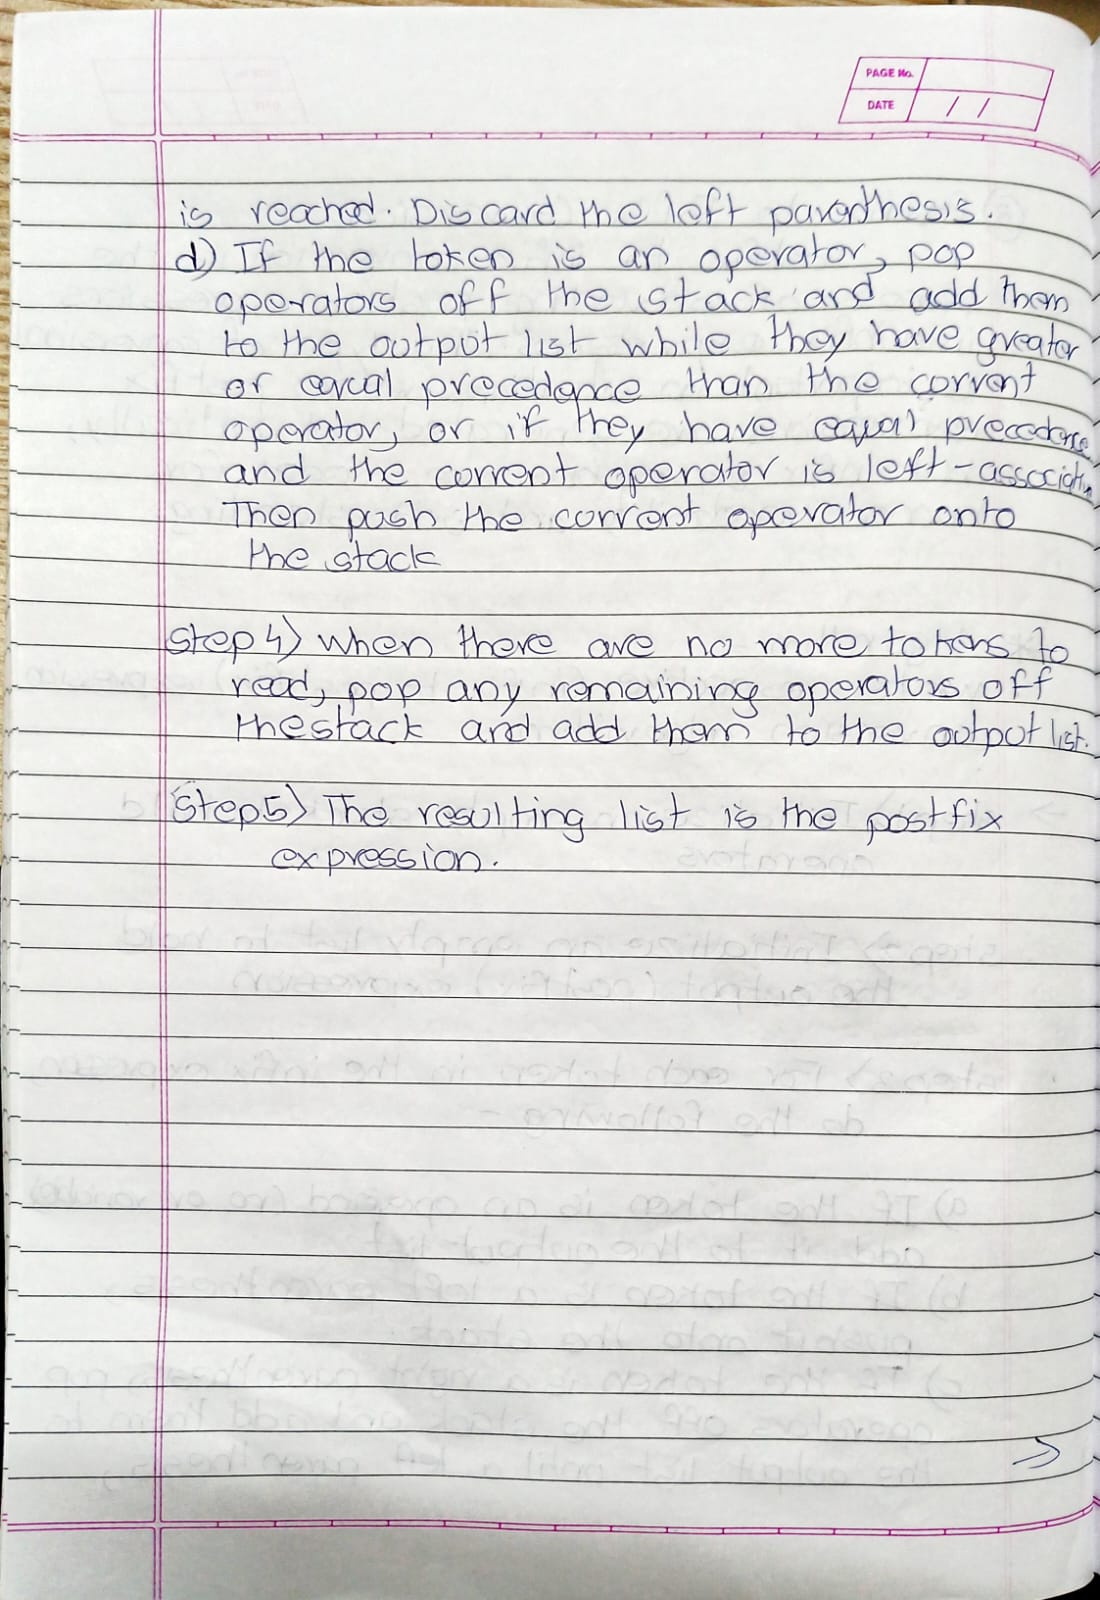 PAGE No.
DATE / /
is reached. Discard the left parenthesis.
d) If the token is an operator, pop
operators off the stack and add them
to the output list while they have greater
or equal precedence than the current
operator, or if they have equal precedence
and the current operator is left-associative
Then push the current operator onto
the stack
Step 4) When there are no more tokens to
read, pop any remaining operators off
the stack and add them to the output list.
Step 5) The resulting list is the postfix
expression.